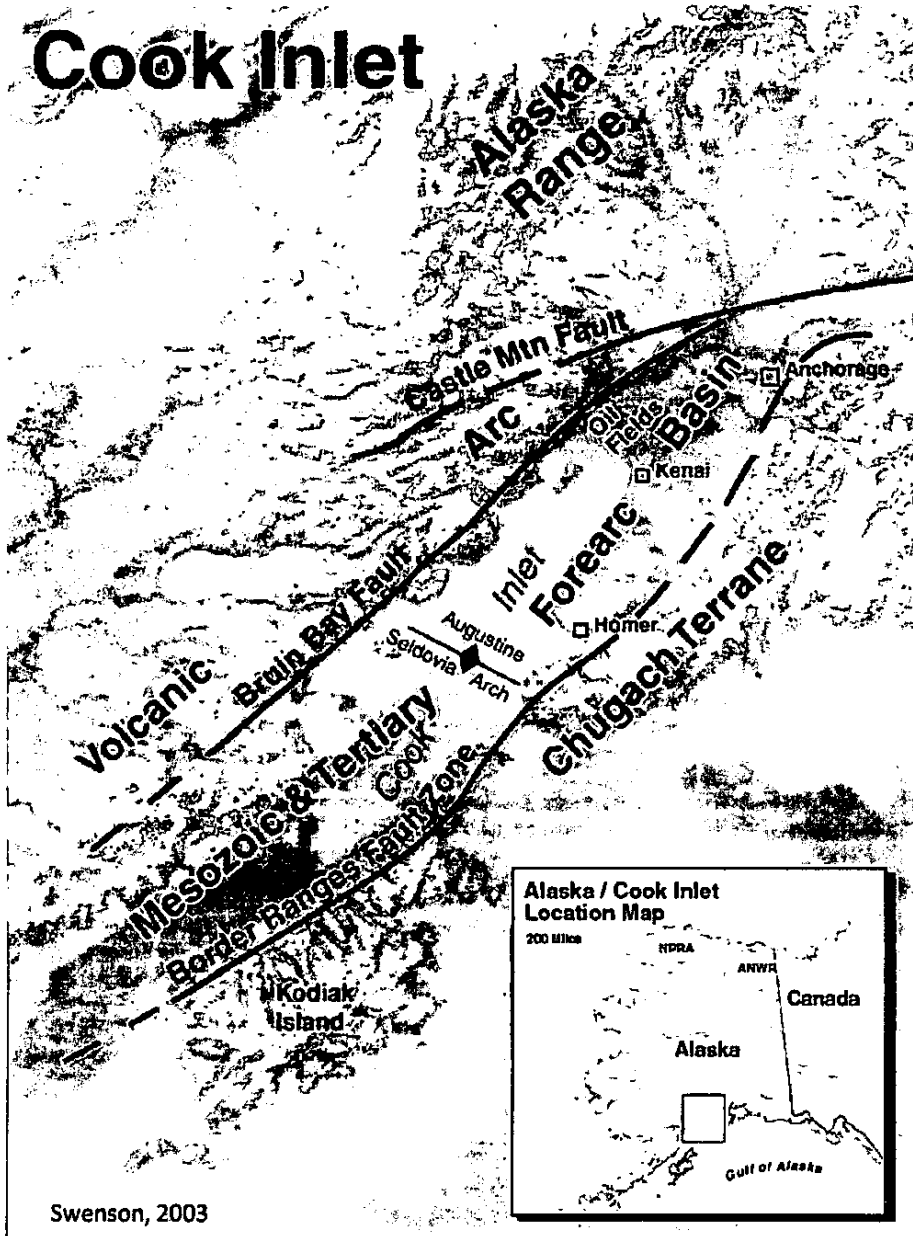 Cook Inlet
Alaska
Range
Castle Mtn Fault
Arc
Oil
Fields
Basin
Anchorage
Kenai
Inlet
Forearc
Bruin Bay Fault
Augustine
Seldovia Arch
Homer
Volcanic
Chugach Terrane
Mesozoic & Tertiary
Cook
Border Ranges Fault Zone
Kodiak
Island
Alaska / Cook Inlet
Location Map
200 Miles
NPRA
ANWR
Canada
Alaska
Gulf of Alaska
Swenson, 2003